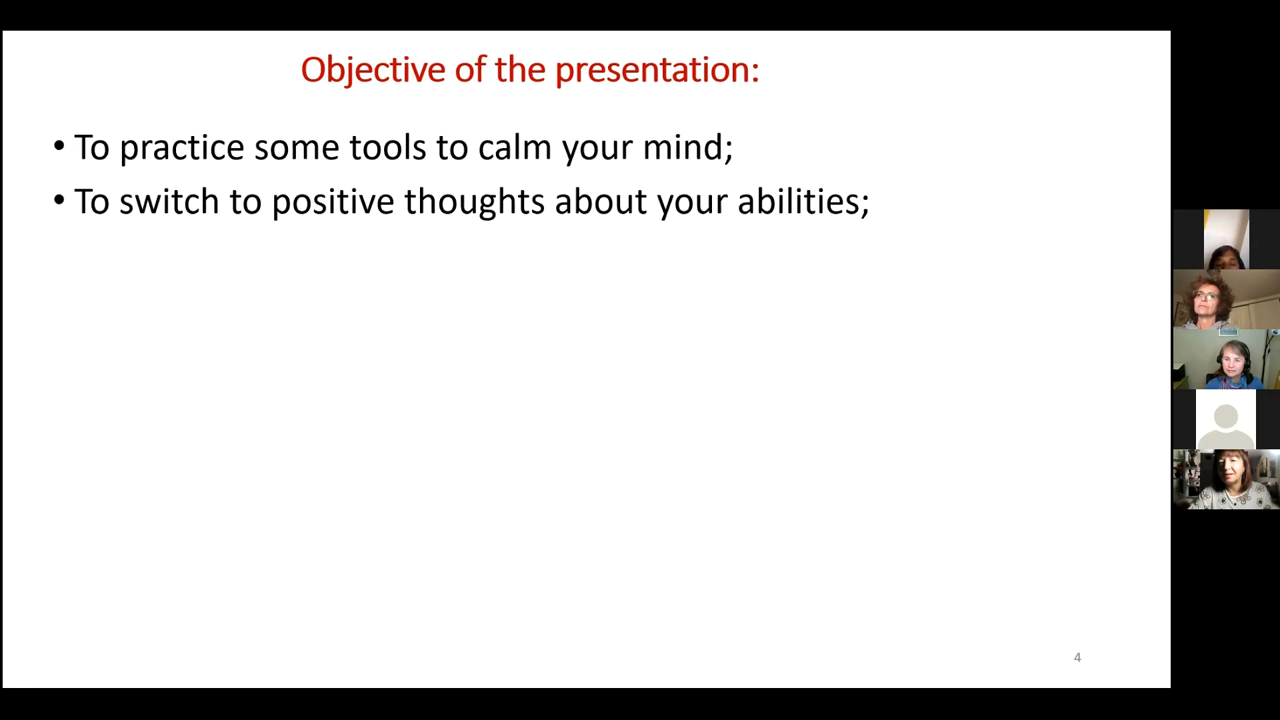 Objective of the presentation:
• To practice some tools to calm your mind;
• To switch to positive thoughts about your abilities;
4